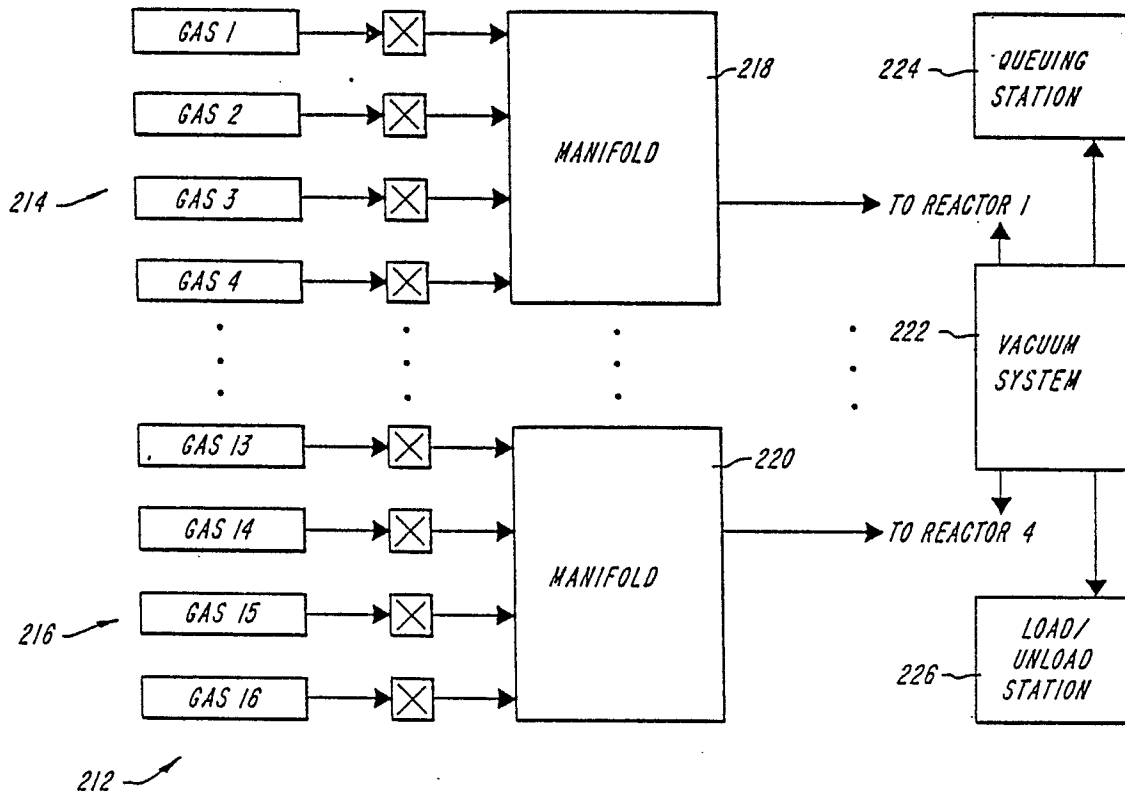 GAS 1
GAS 2
GAS 3
GAS 4
214
MANIFOLD
218
TO REACTOR 1
224
QUEUING
STATION
222
VACUUM
SYSTEM
GAS 13
GAS 14
GAS 15
GAS 16
216
212
MANIFOLD
220
TO REACTOR 4
226
LOAD/
UNLOAD
STATION